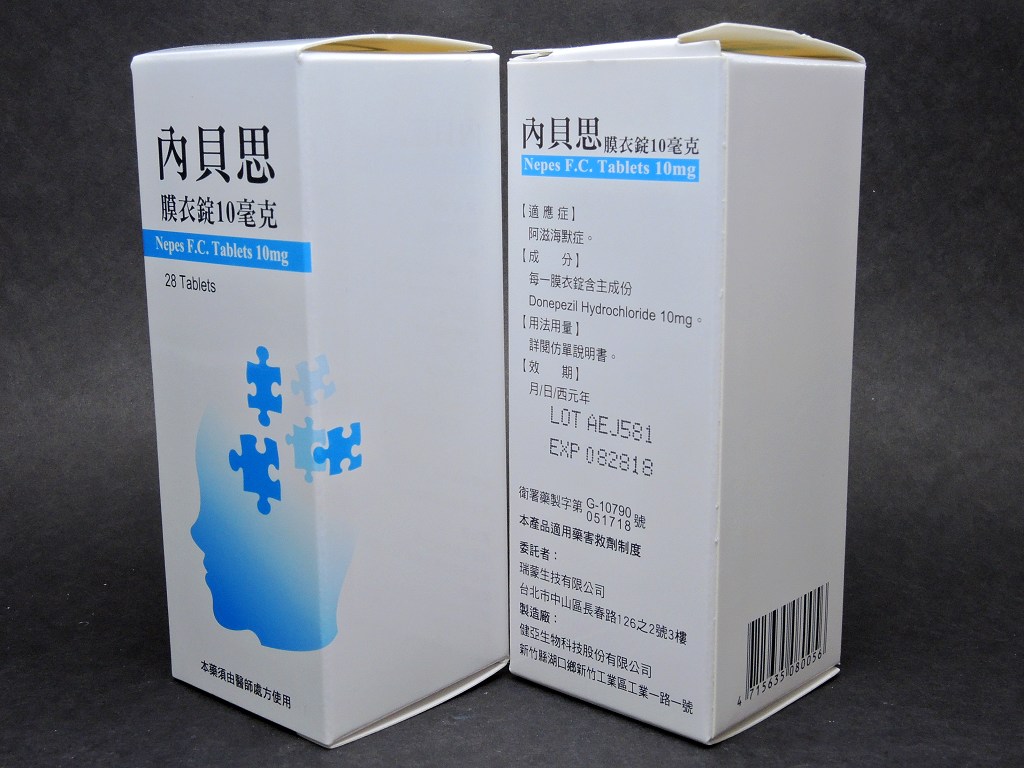 內貝思
膜衣錠10毫克
Nepes F.C. Tablets 10mg
28 Tablets
本藥須由醫師處方使用
內貝思膜衣錠10毫克
Nepes F.C. Tablets 10mg
【適應症】
阿滋海默症。
【成 分】
每一膜衣錠含主成份
Donepezil Hydrochloride 10mg。
【用法用量】
詳閱仿單說明書。
【效 期】
月/日/西元年
LOT AEJ581
EXP 082818
衛署藥製字第 G-10790 號
051718
本產品適用藥害救劑制度
委託者：
瑞蒙生技有限公司
台北市中山區長春路126之2號3樓
製造廠：
健亞生物科技股份有限公司
新竹縣湖口鄉新竹工業區工業一路一號
4 715635 080056